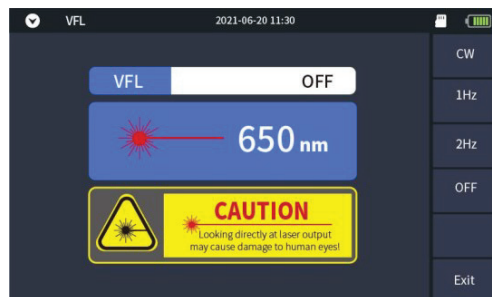 VFL 2021-06-20 11:30
CW
VFL OFF
1Hz
650 nm
2Hz
OFF
CAUTION
Looking directly at laser output
may cause damage to human eyes!
Exit